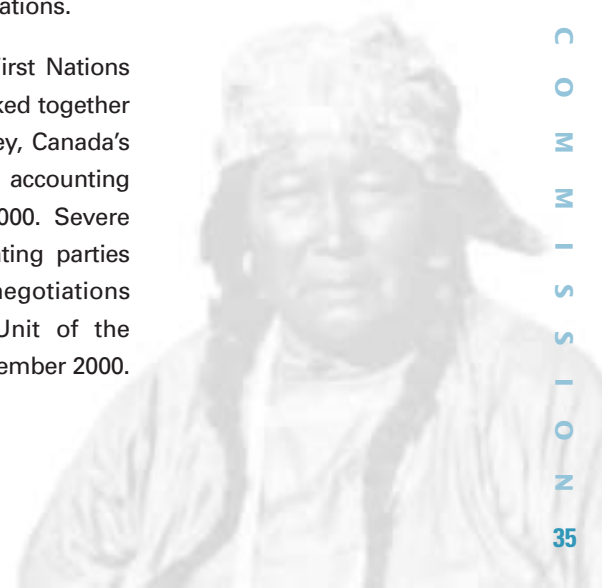 ations.
irst Nations
ked together
ey, Canada's
accounting
000. Severe
ting parties
negotiations
Unit of the
ember 2000.
COMMISSION
35